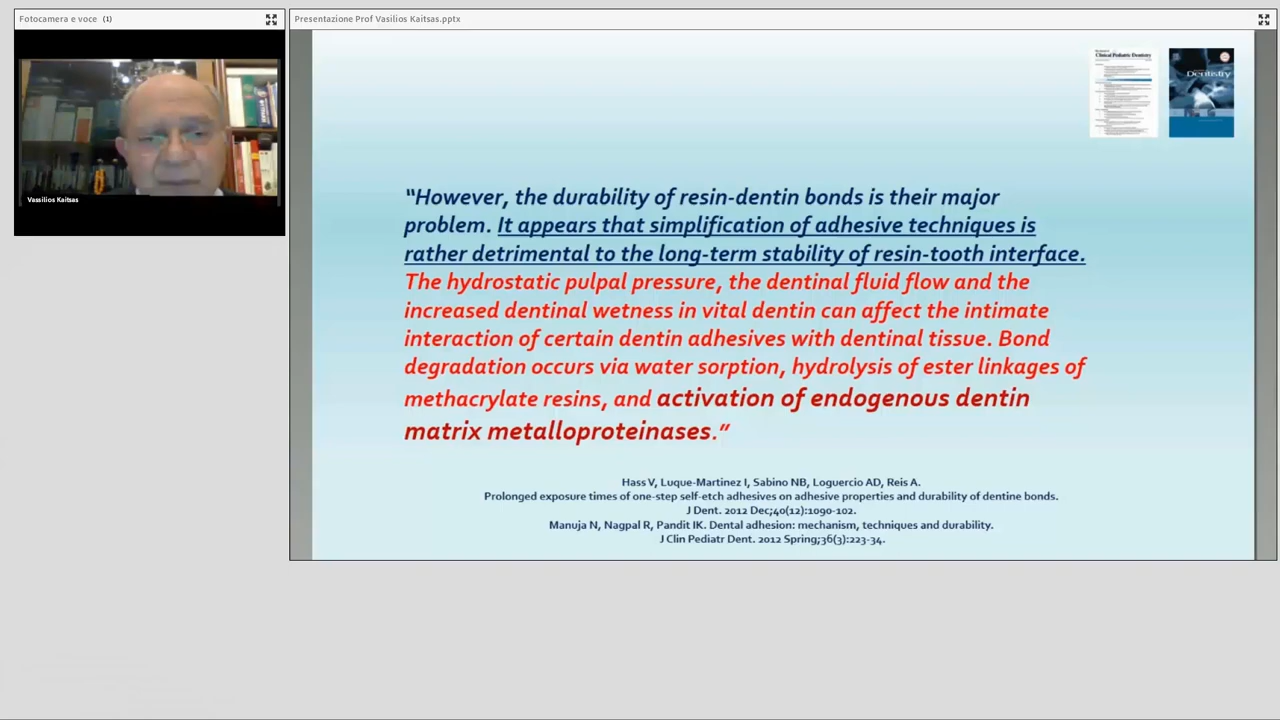 Fotocamera e voce (1)
Vassilios Kaitsas
Presentazione Prof Vasilios Kaitsas.pptx
Clinical Pediatric Dentistry
Dentistry
“However, the durability of resin-dentin bonds is their major
problem. It appears that simplification of adhesive techniques is
rather detrimental to the long-term stability of resin-tooth interface.
The hydrostatic pulpal pressure, the dentinal fluid flow and the
increased dentinal wetness in vital dentin can affect the intimate
interaction of certain dentin adhesives with dentinal tissue. Bond
degradation occurs via water sorption, hydrolysis of ester linkages of
methacrylate resins, and activation of endogenous dentin
matrix metalloproteinases.”
Hass V, Luque-Martinez I, Sabino NB, Loguercio AD, Reis A.
Prolonged exposure times of one-step self-etch adhesives on adhesive properties and durability of dentine bonds.
J Dent. 2012 Dec;40(12):1090-102.
Manuja N, Nagpal R, Pandit IK. Dental adhesion: mechanism, techniques and durability.
J Clin Pediatr Dent. 2012 Spring;36(3):223-34.